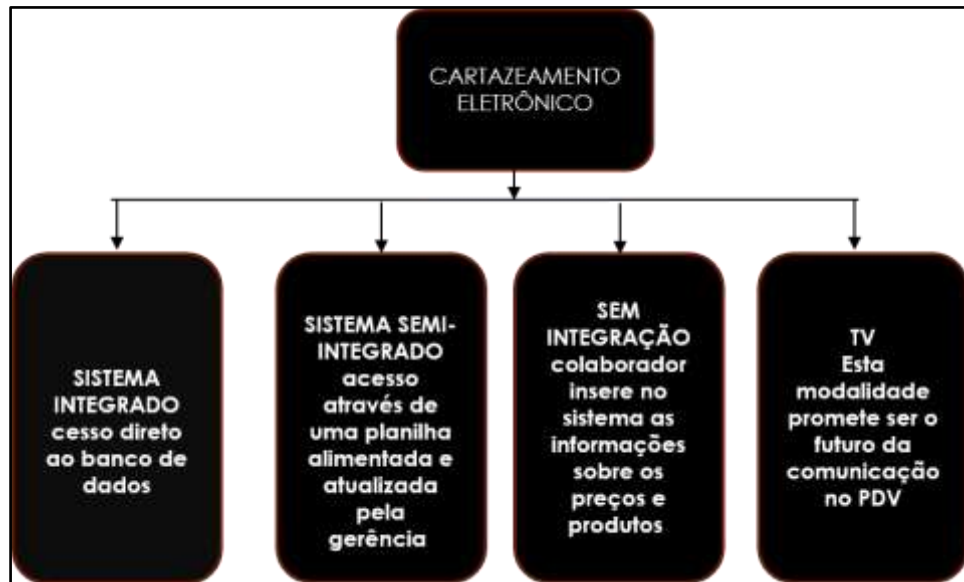 CARTAZEAMENTO
ELETRÔNICO
SISTEMA
INTEGRADO
cesso direto
ao banco de
dados
SISTEMA SEMI-
INTEGRADO
acesso
através de
uma planilha
alimentada e
atualizada
pela
gerência
SEM
INTEGRAÇÃO
colaborador
insere no
sistema as
informações
sobre os
preços e
produtos
TV
Esta
modalidade
promete ser o
futuro da
comunicação
no PDV